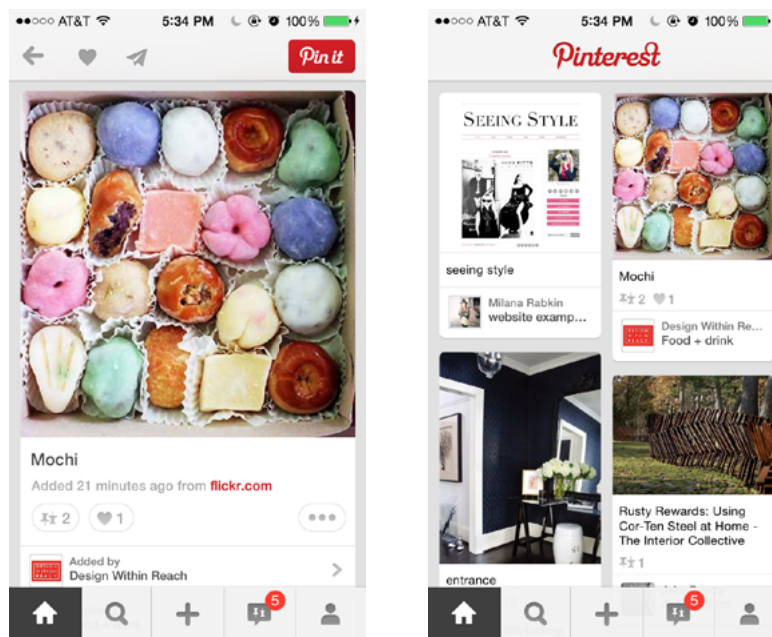 AT&T 5:34 PM 100%
Pin it
Mochi
Added 21 minutes ago from flickr.com
2 1
Added by
Design Within Reach
5
AT&T 5:34 PM 100%
Pinterest
SEEING STYLE
seeing style
Milana Rabkin
website examp...
Mochi
2 1
Design Within Re...
Food + drink
entrance
Rusty Rewards: Using
Cor-Ten Steel at Home -
The Interior Collective
1
5